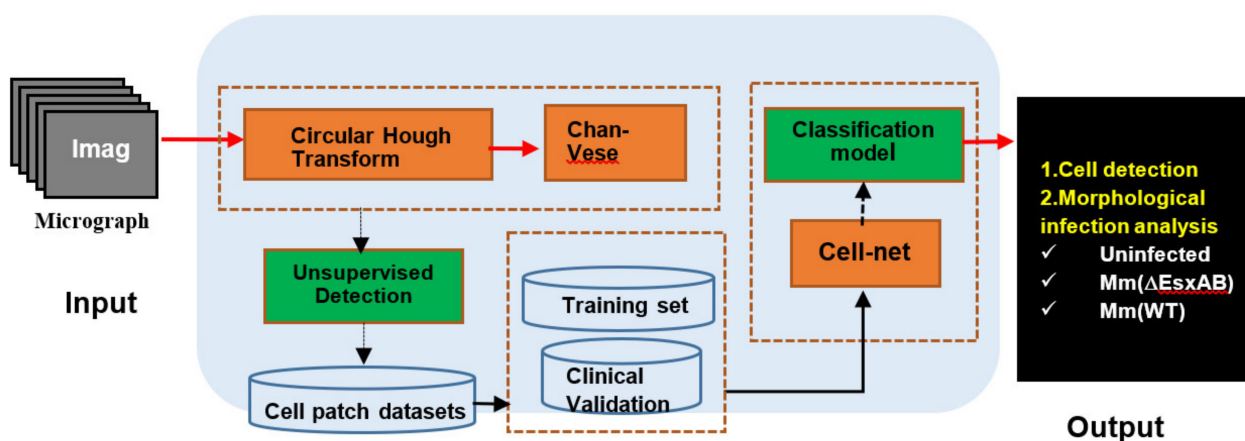 Imag
Micrograph
Input
Circular Hough
Transform
Chan-
Vese
Unsupervised
Detection
Cell patch datasets
Training set
Clinical
Validation
Classification
model
Cell-net
1.Cell detection
2.Morphological
infection analysis
✓ Uninfected
✓ Mm(ΔEsxAB)
✓ Mm(WT)
Output